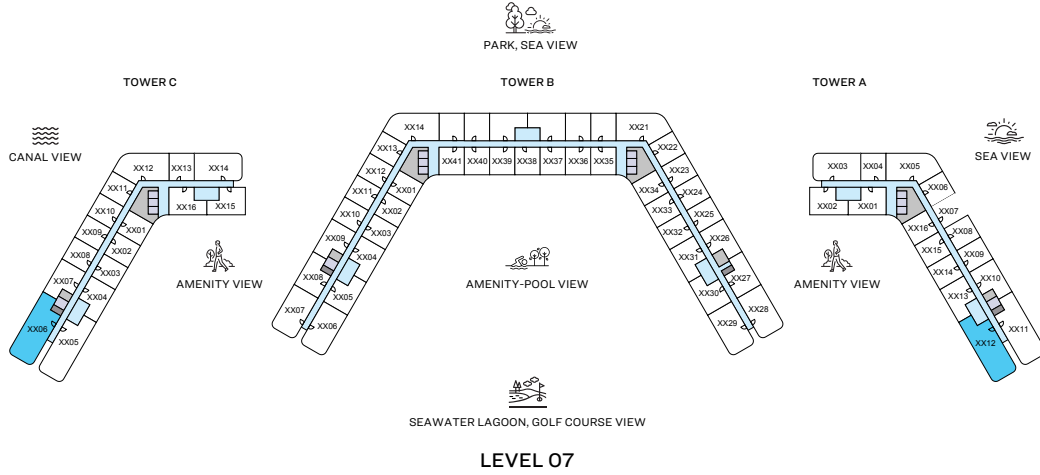 PARK, SEA VIEW
TOWER C
TOWER B
TOWER A
CANAL VIEW
SEA VIEW
XX12
XX13
XX14
XX11
XX10
XX09
XX08
XX07
XX06
XX01
XX02
XX03
XX04
XX05
XX16
XX15
AMENITY VIEW
XX14
XX13
XX12
XX11
XX10
XX09
XX08
XX07
XX01
XX02
XX03
XX04
XX05
XX06
XX41
XX40
XX39
XX38
XX37
XX36
XX35
XX21
XX22
XX23
XX24
XX25
XX26
XX27
XX28
XX34
XX33
XX32
XX31
XX30
XX29
AMENITY-POOL VIEW
XX03
XX04
XX05
XX06
XX02
XX01
XX07
XX08
XX09
XX10
XX11
XX16
XX15
XX14
XX13
XX12
AMENITY VIEW
SEAWATER LAGOON, GOLF COURSE VIEW
LEVEL 07